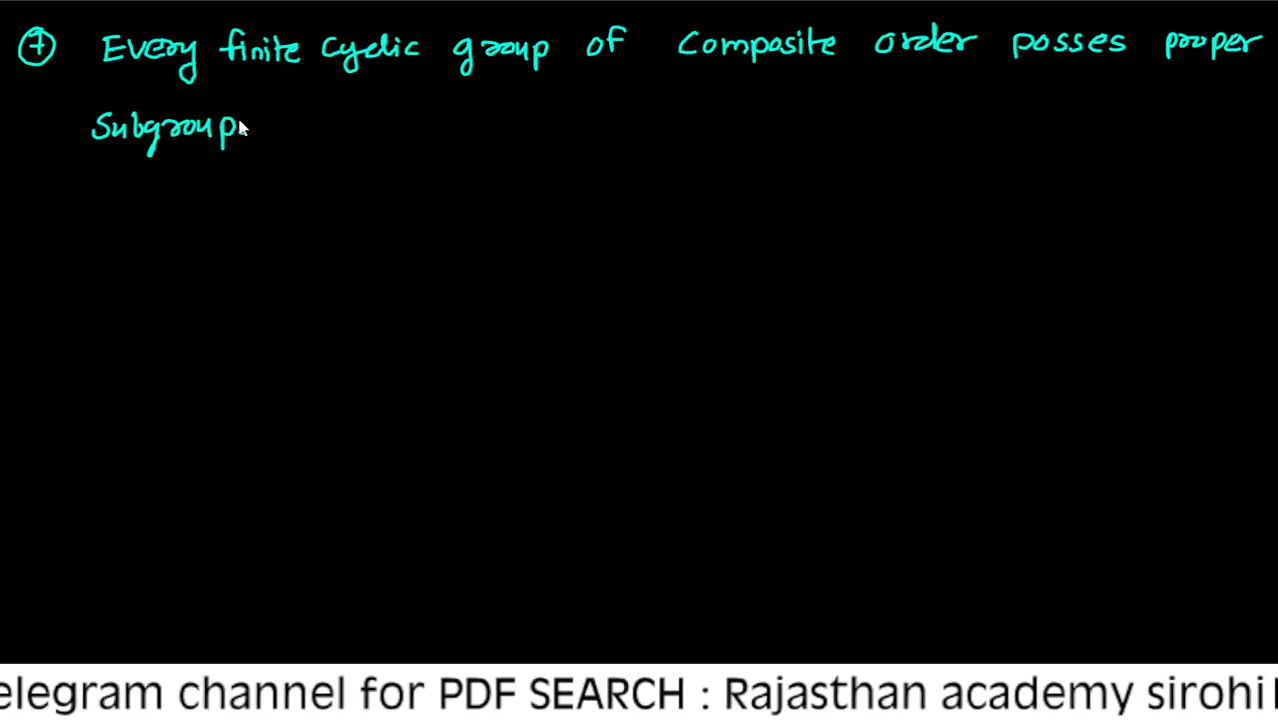 7 Every finite cyclic group of composite order posses proper
Subgroup
elegram channel for PDF SEARCH : Rajasthan academy sirohi